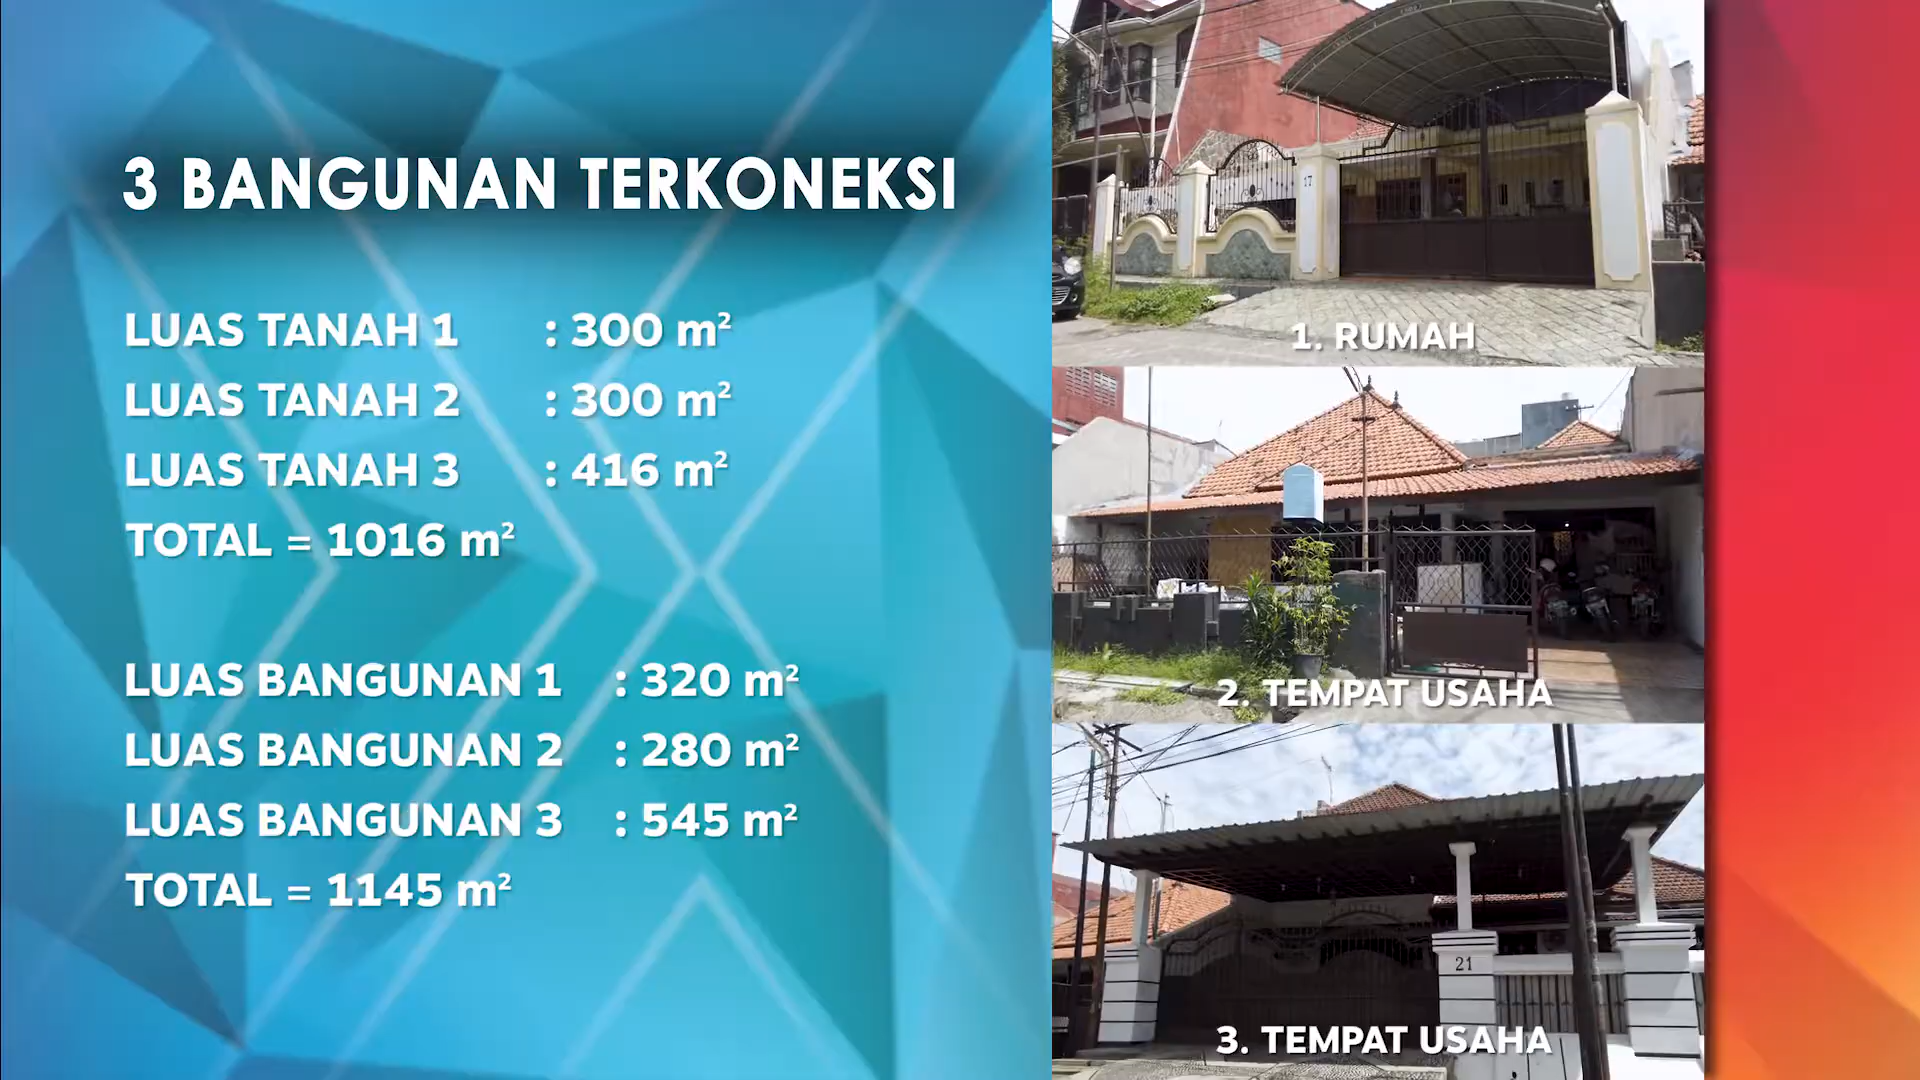 3 BANGUNAN TERKONEKSI
LUAS TANAH 1 : 300 m²
LUAS TANAH 2 : 300 m²
LUAS TANAH 3 : 416 m²
TOTAL = 1016 m²
LUAS BANGUNAN 1 : 320 m²
LUAS BANGUNAN 2 : 280 m²
LUAS BANGUNAN 3 : 545 m²
TOTAL = 1145 m²
17
1. RUMAH
2. TEMPAT USAHA
21
3. TEMPAT USAHA